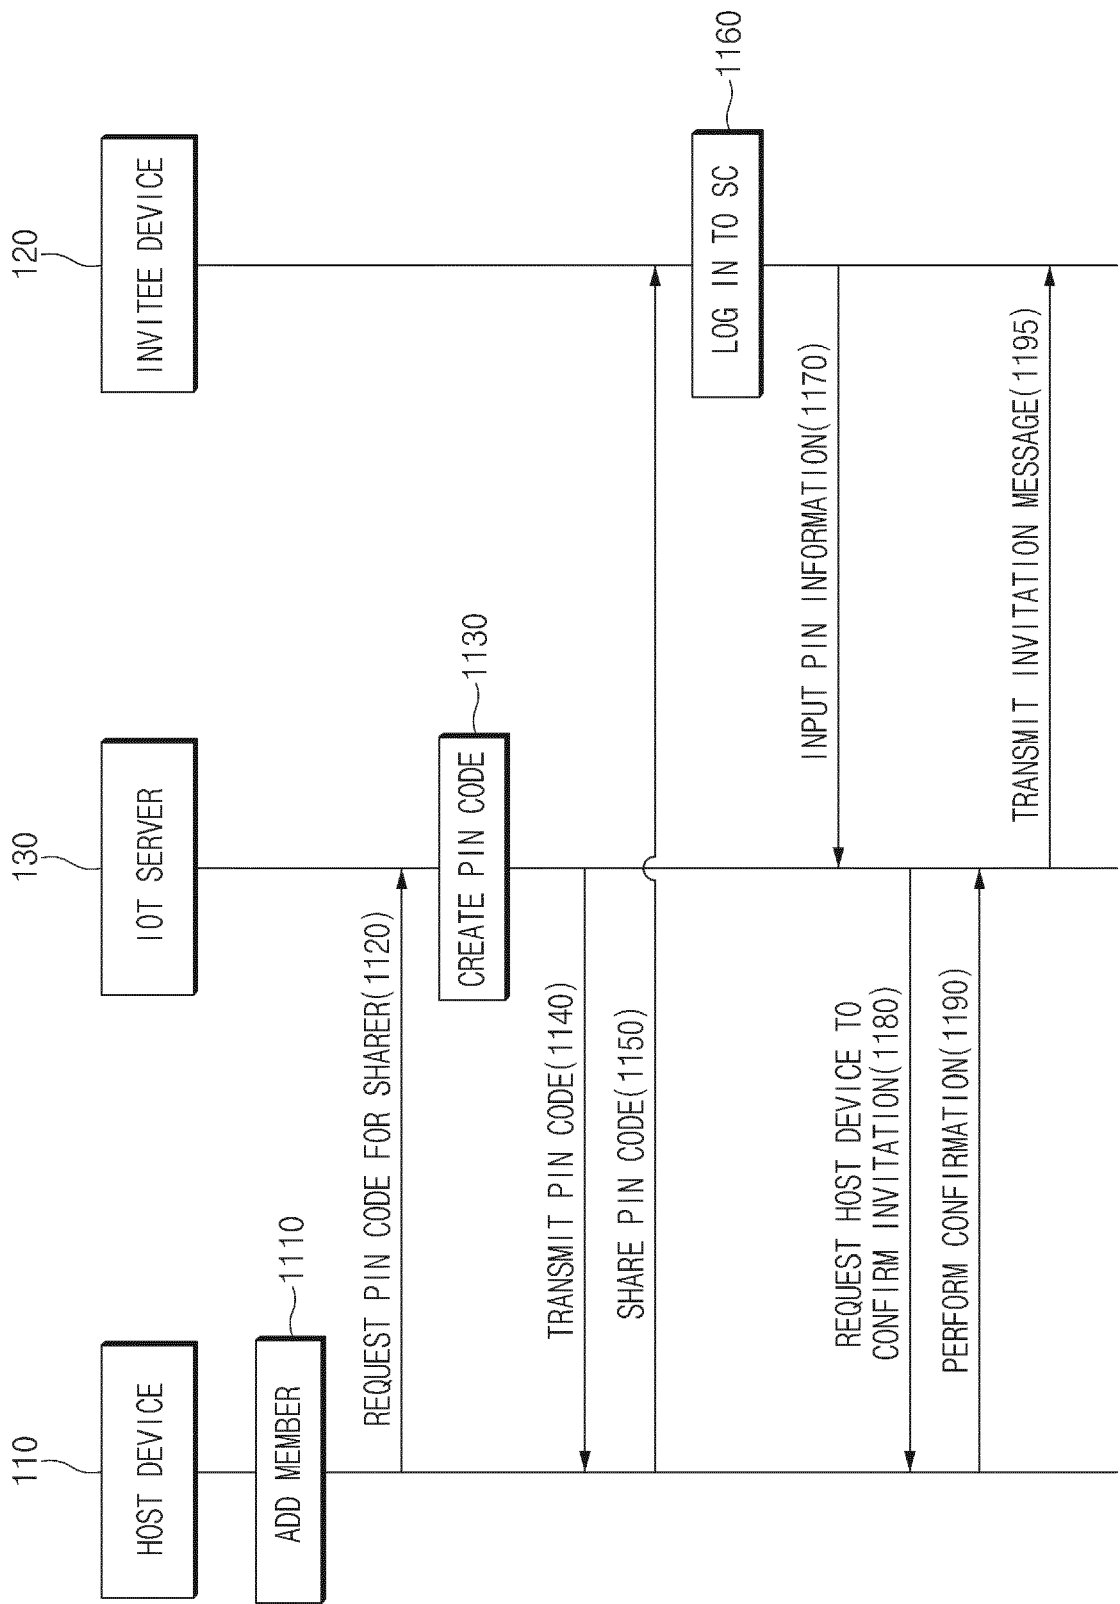 110
130
120
HOST DEVICE
IOT SERVER
INVITEE DEVICE
ADD MEMBER
1110
REQUEST PIN CODE FOR SHARER(1120)
CREATE PIN CODE
1130
TRANSMIT PIN CODE(1140)
SHARE PIN CODE(1150)
LOG IN TO SC
1160
INPUT PIN INFORMATION(1170)
REQUEST HOST DEVICE TO
CONFIRM INVITATION(1180)
PERFORM CONFIRMATION(1190)
TRANSMIT INVITATION MESSAGE(1195)